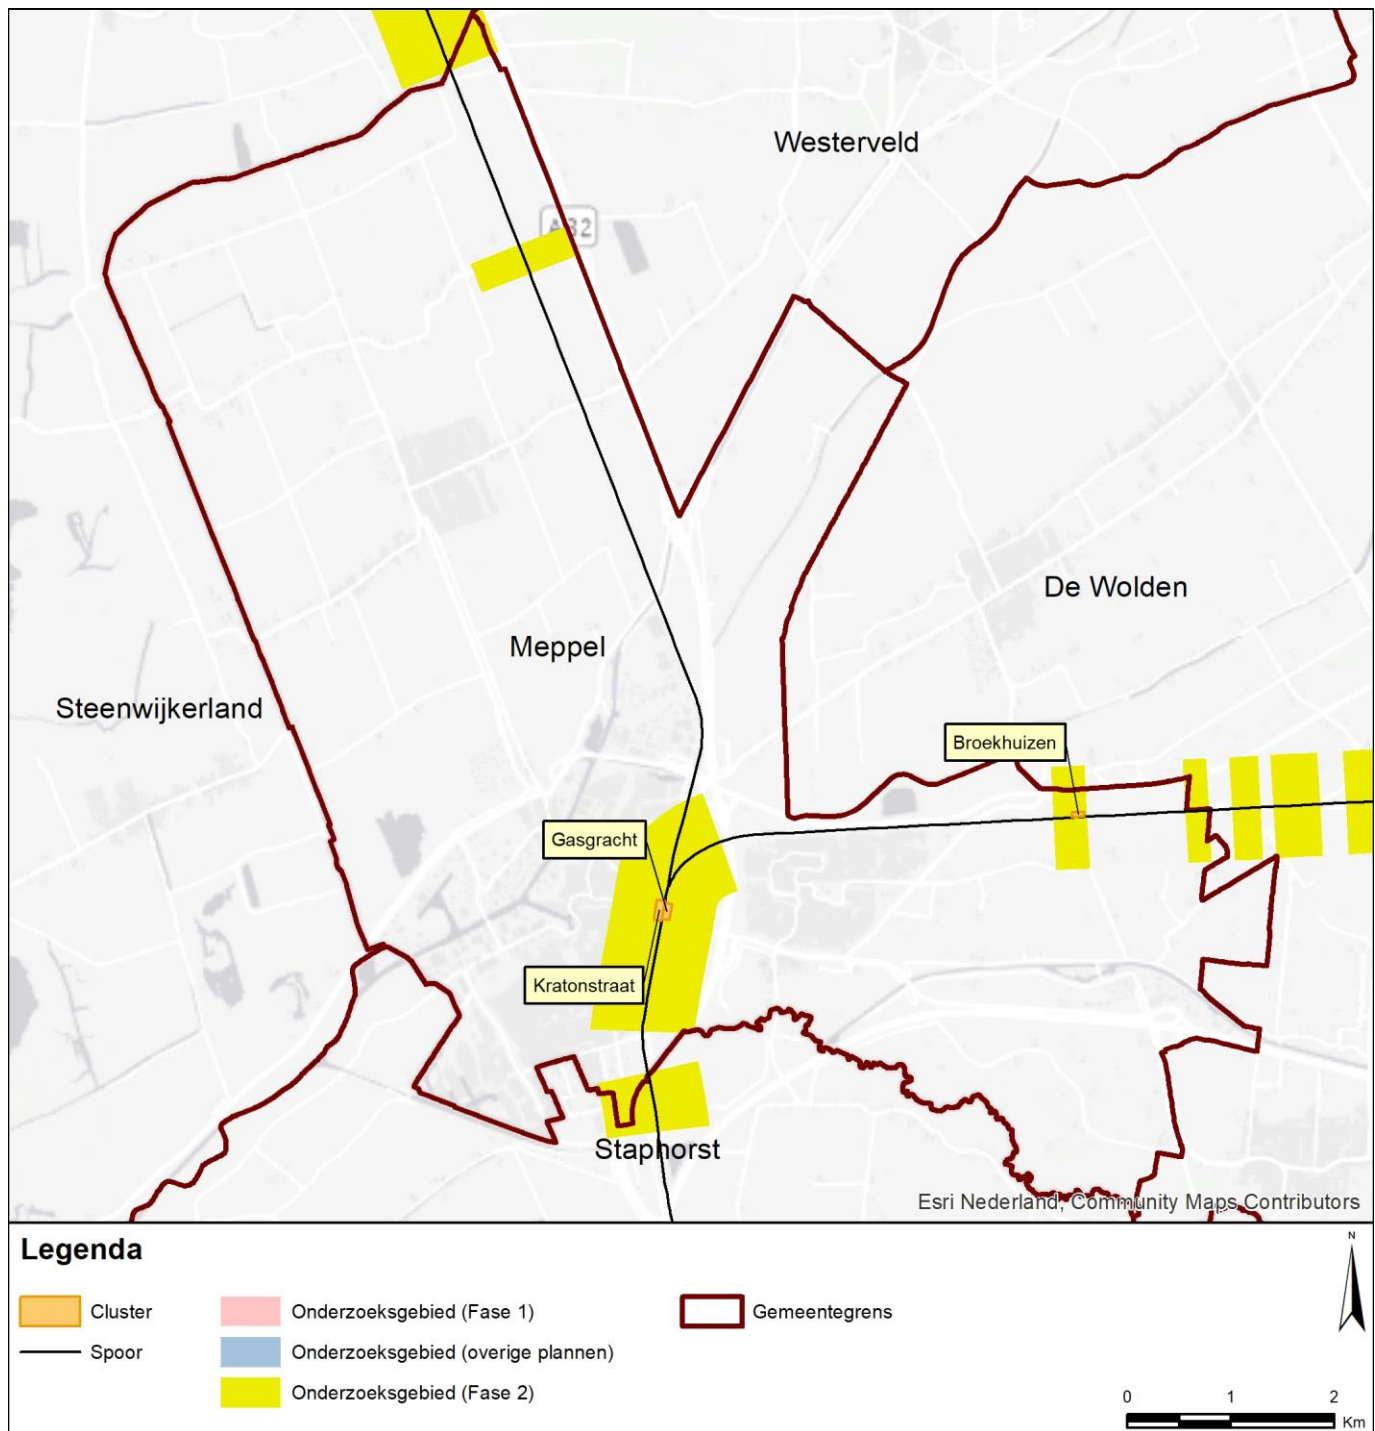 Westerveld
A32
De Wolden
Meppel
Steenwijkerland
Broekhuizen
Gasgracht
Kratonstraat
Staphorst
Esri Nederland, Community Maps Contributors
Legenda
N
Cluster
Onderzoeksgebied (Fase 1)
Gemeentegrens
Spoor
Onderzoeksgebied (overige plannen)
Onderzoeksgebied (Fase 2)
0 1 2
Km